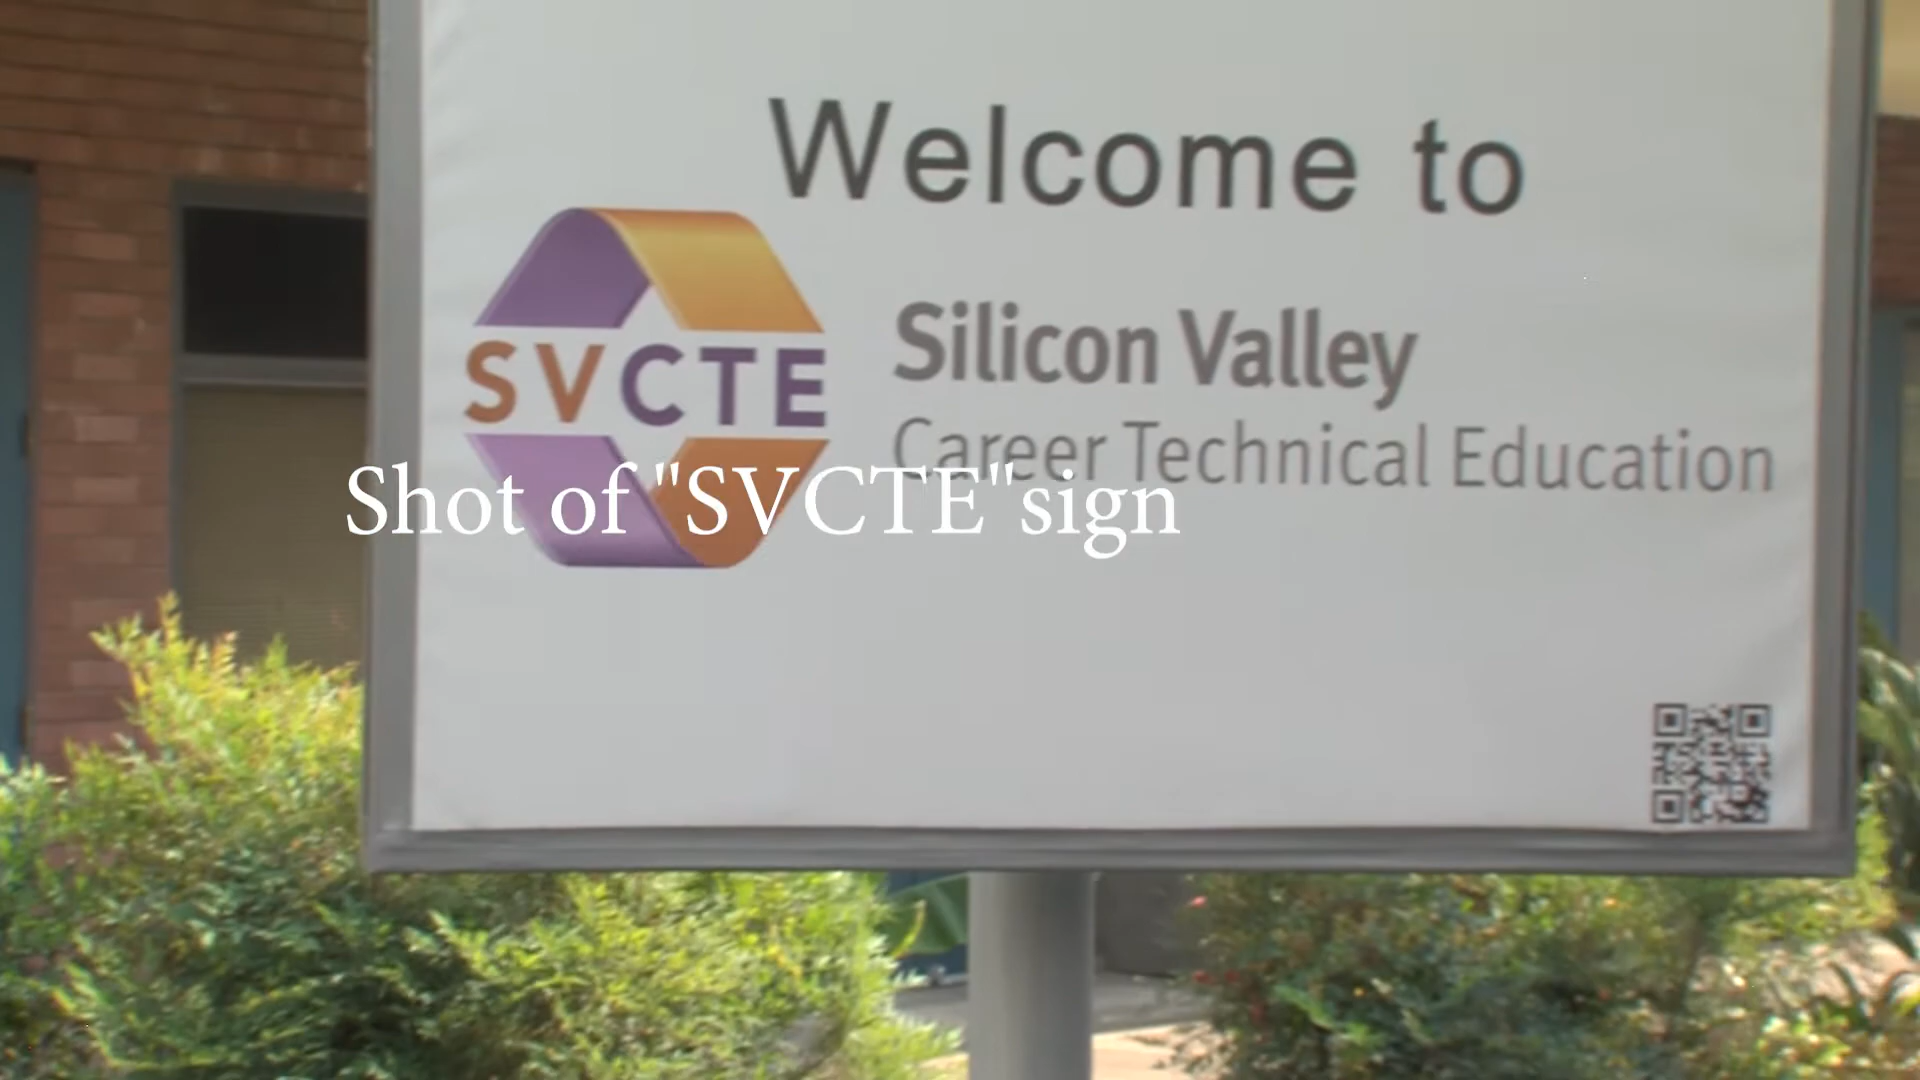 Welcome to
SVCTE
Silicon Valley
Career Technical Education
Shot of "SVCTE"sign